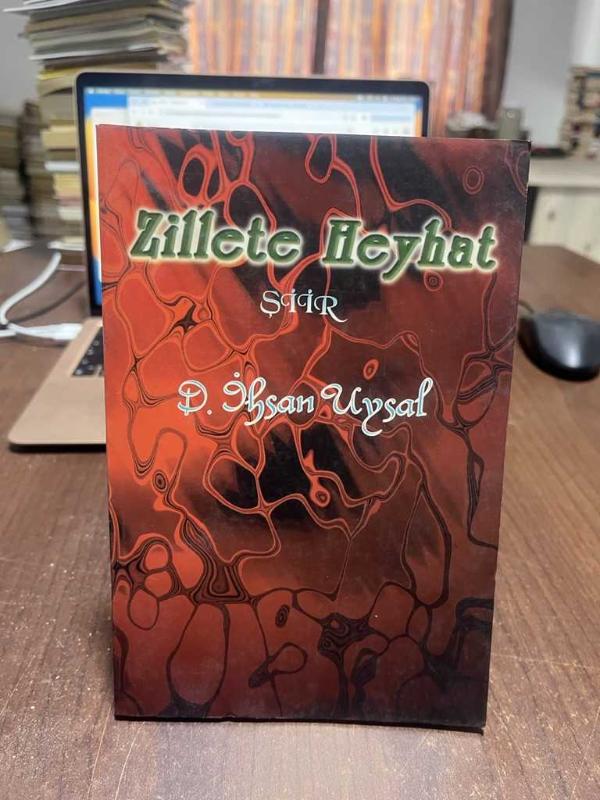 Zillete Heyhat
ŞİİR
D. İhsan Uysal